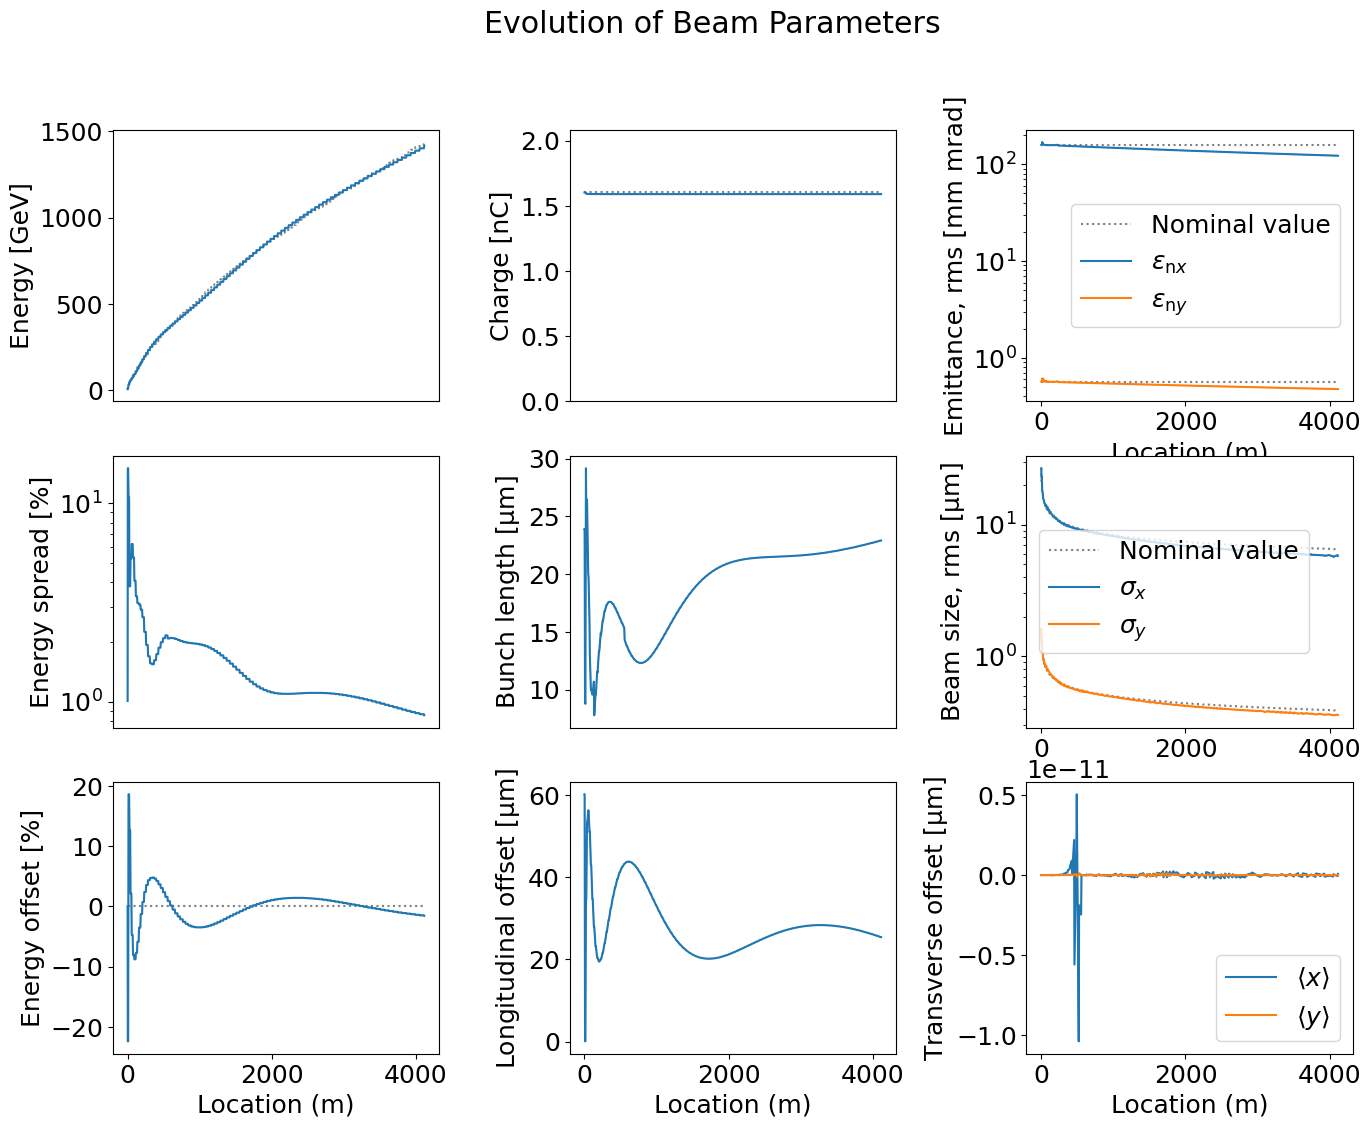 Evolution of Beam Parameters
Energy [GeV]
1500
1000
500
0
Charge [nC]
2.0
1.5
1.0
0.5
0.0
Emittance, rms [mm mrad]
10²
10¹
10⁰
Nominal value
εₙₓ
εₙy
0 2000 4000
Location (m)
Energy spread [%]
10¹
10⁰
Bunch length [μm]
30
25
20
15
10
Beam size, rms [μm]
10¹
10⁰
Nominal value
σₓ
σy
0 2000 4000
Energy offset [%]
20
10
0
−10
−20
0 2000 4000
Location (m)
Longitudinal offset [μm]
60
40
20
0
0 2000 4000
Location (m)
1e−11
Transverse offset [μm]
0.5
0.0
−0.5
−1.0
⟨x⟩
⟨y⟩
0 2000 4000
Location (m)